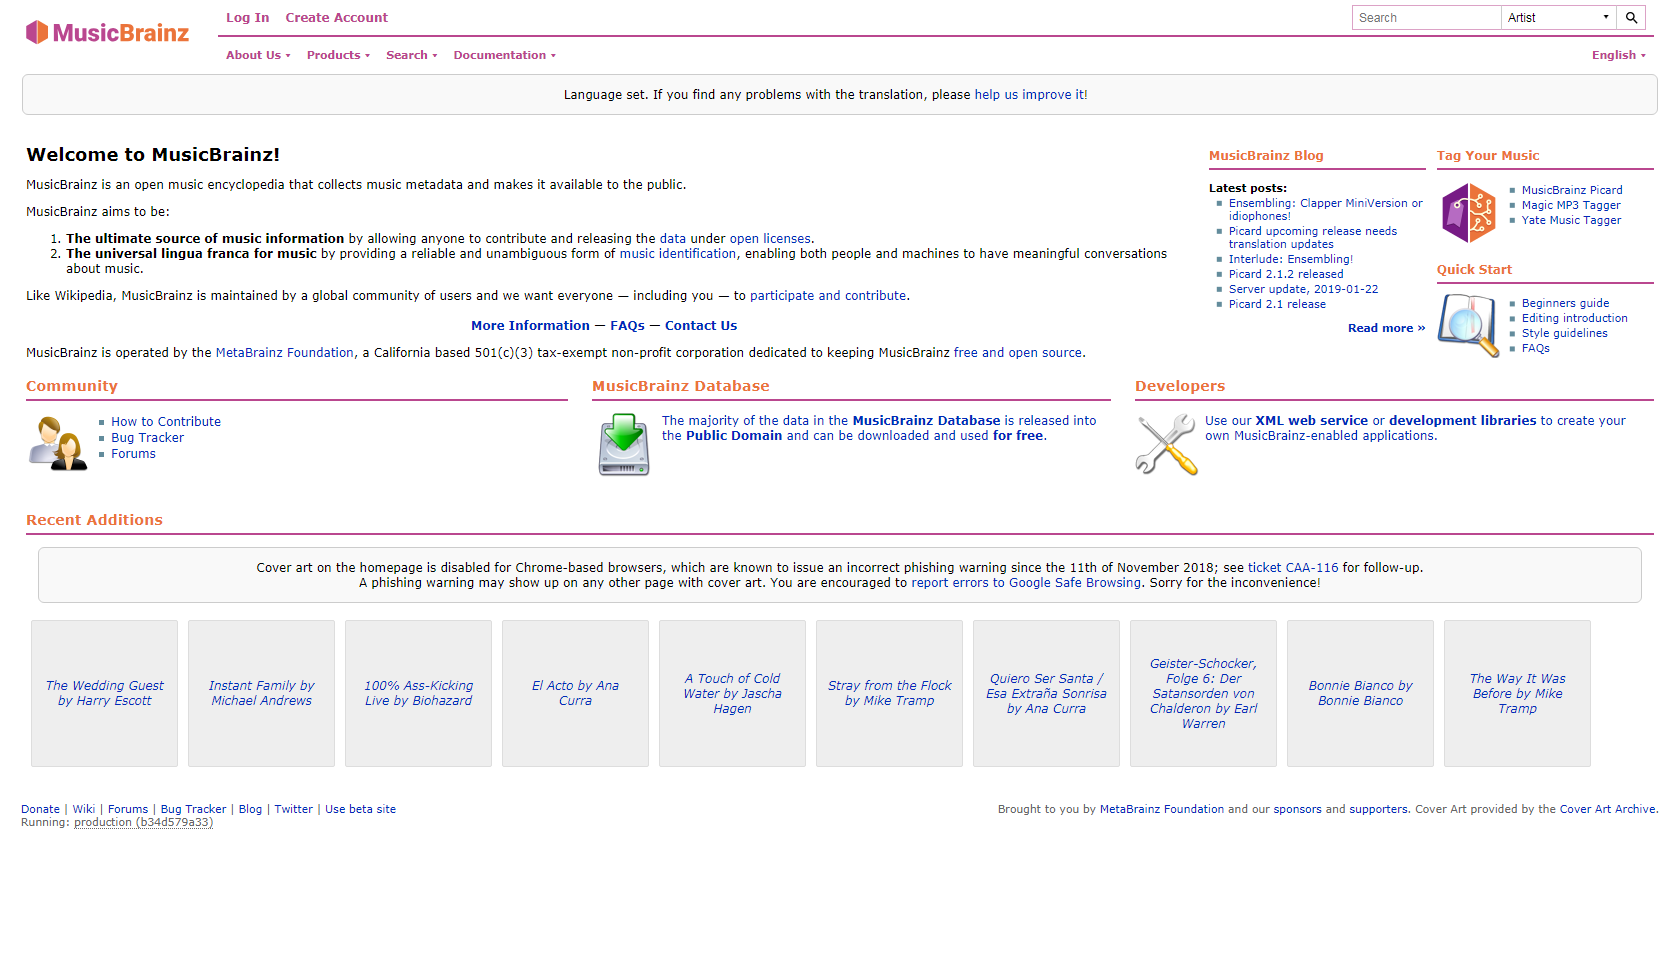 MusicBrainz
Log In Create Account
Search Artist
About Us Products Search Documentation
English
Language set. If you find any problems with the translation, please help us improve it!
Welcome to MusicBrainz!
MusicBrainz is an open music encyclopedia that collects music metadata and makes it available to the public.
MusicBrainz aims to be:
1. The ultimate source of music information by allowing anyone to contribute and releasing the data under open licenses.
2. The universal lingua franca for music by providing a reliable and unambiguous form of music identification, enabling both people and machines to have meaningful conversations
about music.
Like Wikipedia, MusicBrainz is maintained by a global community of users and we want everyone — including you — to participate and contribute.
More Information — FAQs — Contact Us
MusicBrainz is operated by the MetaBrainz Foundation, a California based 501(c)(3) tax-exempt non-profit corporation dedicated to keeping MusicBrainz free and open source.
MusicBrainz Blog
Latest posts:
Ensembling: Clapper MiniVersion or
idiophones!
Picard upcoming release needs
translation updates
Interlude: Ensembling!
Picard 2.1.2 released
Server update, 2019-01-22
Picard 2.1 release
Read more »
Tag Your Music
MusicBrainz Picard
Magic MP3 Tagger
Yate Music Tagger
Quick Start
Beginners guide
Editing introduction
Style guidelines
FAQs
Community
How to Contribute
Bug Tracker
Forums
MusicBrainz Database
The majority of the data in the MusicBrainz Database is released into
the Public Domain and can be downloaded and used for free.
Developers
Use our XML web service or development libraries to create your
own MusicBrainz-enabled applications.
Recent Additions
Cover art on the homepage is disabled for Chrome-based browsers, which are known to issue an incorrect phishing warning since the 11th of November 2018; see ticket CAA-116 for follow-up.
A phishing warning may show up on any other page with cover art. You are encouraged to report errors to Google Safe Browsing. Sorry for the inconvenience!
The Wedding Guest
by Harry Escott
Instant Family by
Michael Andrews
100% Ass-Kicking
Live by Biohazard
El Acto by Ana
Curra
A Touch of Cold
Water by Jascha
Hagen
Stray from the Flock
by Mike Tramp
Quiero Ser Santa /
Esa Extraña Sonrisa
by Ana Curra
Geister-Schocker,
Folge 6: Der
Satansorden von
Chalderon by Earl
Warren
Bonnie Bianco by
Bonnie Bianco
The Way It Was
Before by Mike
Tramp
Donate | Wiki | Forums | Bug Tracker | Blog | Twitter | Use beta site
Running: production (b34d579a33)
Brought to you by MetaBrainz Foundation and our sponsors and supporters. Cover Art provided by the Cover Art Archive.